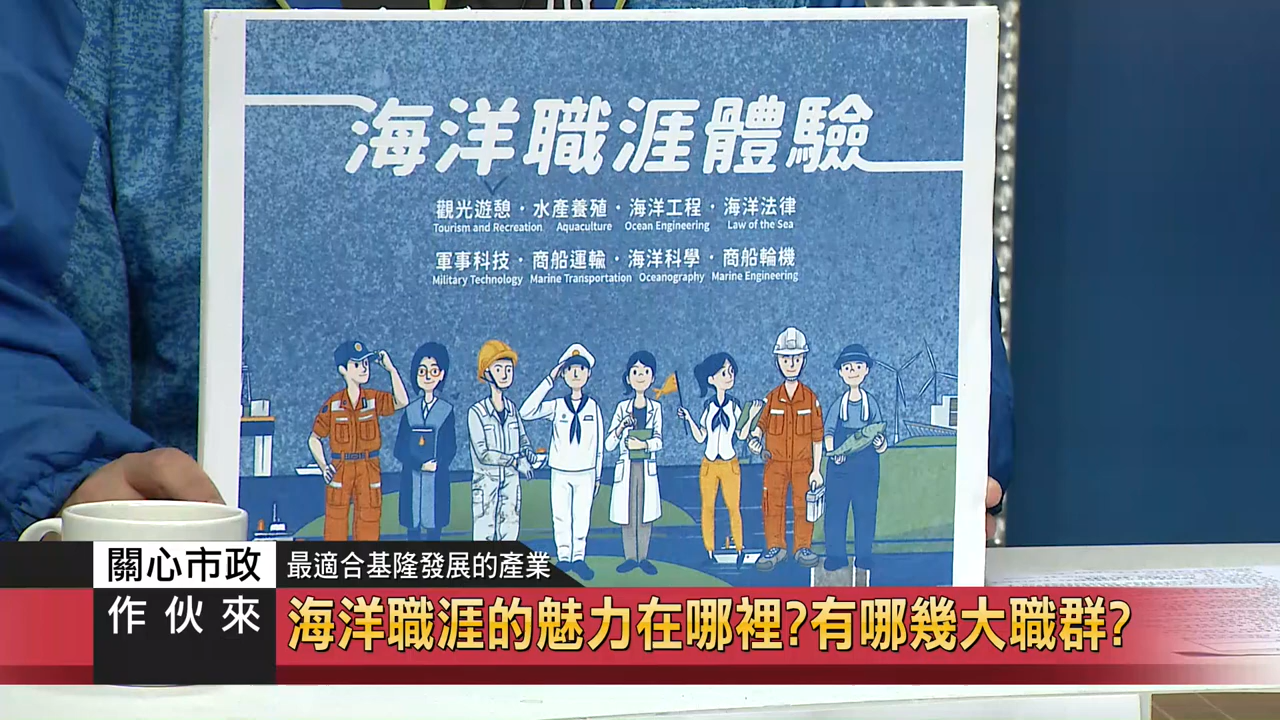 海洋職涯體驗
觀光遊憩・水產養殖・海洋工程・海洋法律
Tourism and Recreation Aquaculture Ocean Engineering Law of the Sea
軍事科技・商船運輸・海洋科學・商船輪機
Military Technology Marine Transportation Oceanography Marine Engineering
關心市政
作伙來
最適合基隆發展的產業
海洋職涯的魅力在哪裡?有哪幾大職群?